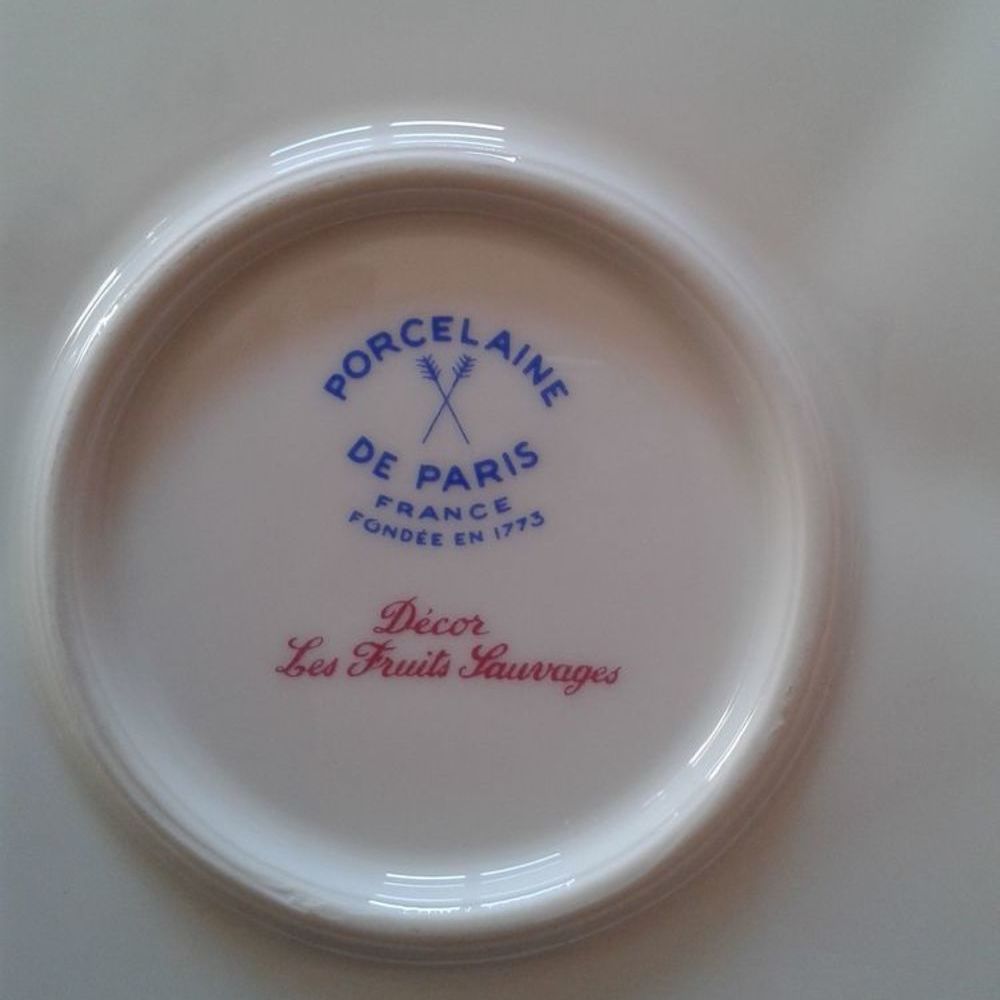 PORCELAINE
DE PARIS
FRANCE
FONDÉE EN 1773
Décor
Les Fruits Sauvages